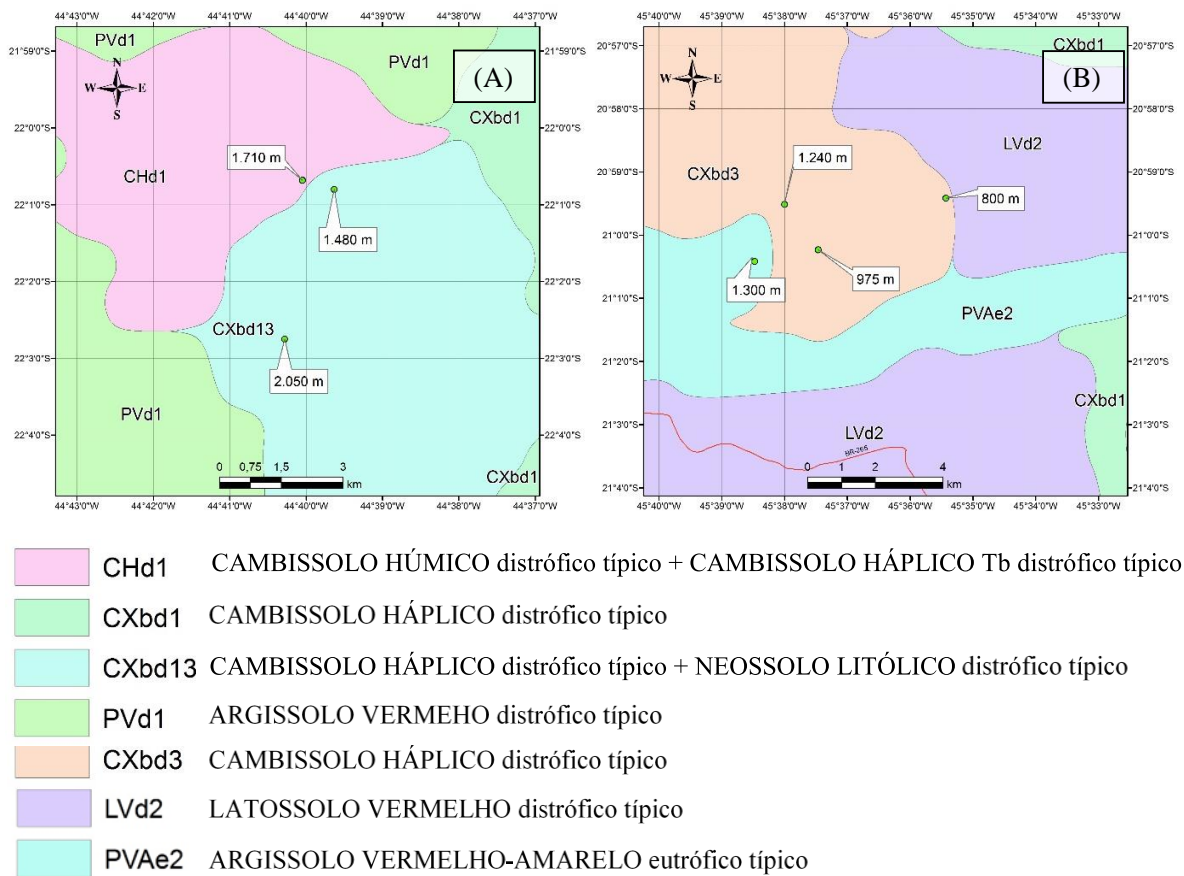 44°43'0"W 44°42'0"W 44°41'0"W 44°40'0"W 44°39'0"W 44°38'0"W 44°37'0"W
21°59'0"S
22°0'0"S
22°1'0"S
22°2'0"S
22°3'0"S
22°4'0"S
21°59'0"S
22°0'0"S
22°1'0"S
22°2'0"S
22°3'0"S
22°4'0"S
PVd1
N
W E
S
PVd1
(A)
CXbd1
1.710 m
CHd1
1.480 m
CXbd13
2.050 m
PVd1
CXbd1
0 0,75 1,5 3
km
44°43'0"W 44°42'0"W 44°41'0"W 44°40'0"W 44°39'0"W 44°38'0"W 44°37'0"W
45°40'0"W 45°39'0"W 45°38'0"W 45°37'0"W 45°36'0"W 45°35'0"W 45°34'0"W 45°33'0"W
20°57'0"S
20°58'0"S
20°59'0"S
21°0'0"S
21°1'0"S
21°2'0"S
21°3'0"S
21°4'0"S
20°57'0"S
20°58'0"S
20°59'0"S
21°0'0"S
21°1'0"S
21°2'0"S
21°3'0"S
21°4'0"S
CXbd1
N
W E
S
(B)
LVd2
1.240 m
CXbd3
800 m
975 m
1.300 m
PVAe2
CXbd1
LVd2
BR-265
0 1 2 4
km
45°40'0"W 45°39'0"W 45°38'0"W 45°37'0"W 45°36'0"W 45°35'0"W 45°34'0"W 45°33'0"W
CHd1 CAMBISSOLO HÚMICO distrófico típico + CAMBISSOLO HÁPLICO Tb distrófico típico
CXbd1 CAMBISSOLO HÁPLICO distrófico típico
CXbd13 CAMBISSOLO HÁPLICO distrófico típico + NEOSSOLO LITÓLICO distrófico típico
PVd1 ARGISSOLO VERMEHO distrófico típico
CXbd3 CAMBISSOLO HÁPLICO distrófico típico
LVd2 LATOSSOLO VERMELHO distrófico típico
PVAe2 ARGISSOLO VERMELHO-AMARELO eutrófico típico